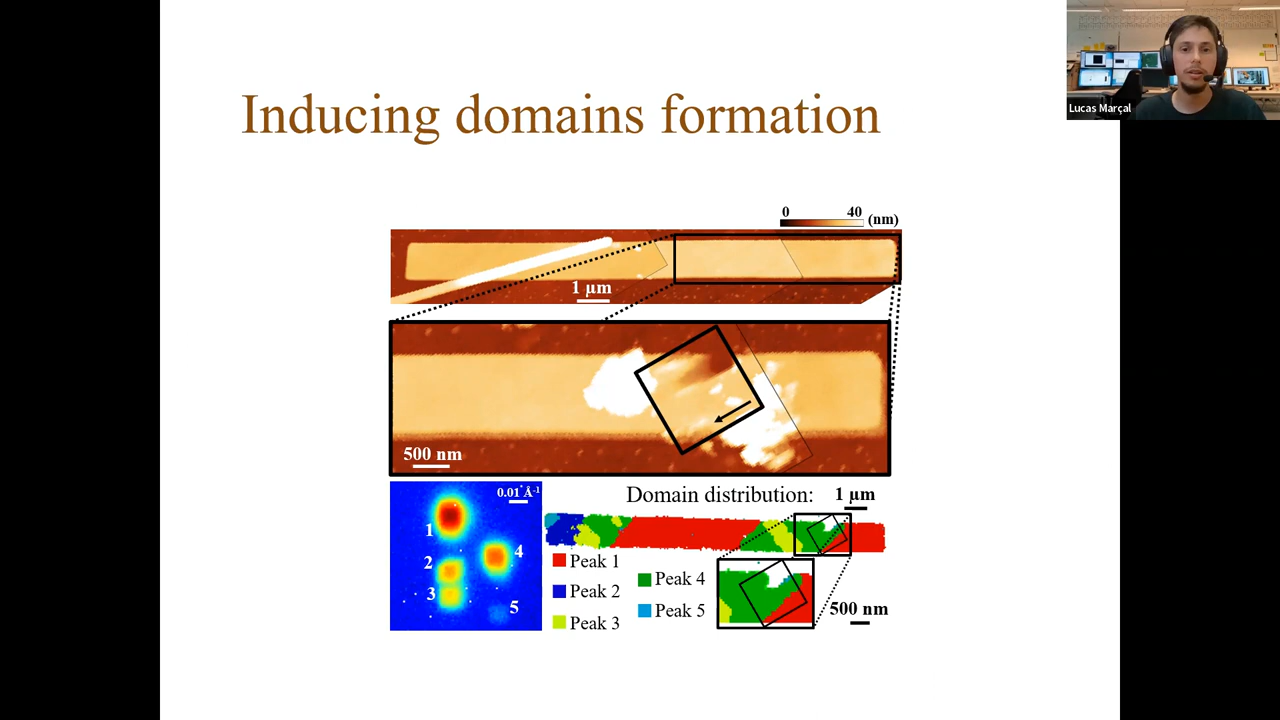 Lucas Marçal
Inducing domains formation
0 40 (nm)
1 μm
500 nm
0.01 Å-1
1
2
3
4
5
Domain distribution: 1 μm
Peak 1
Peak 2
Peak 3
Peak 4
Peak 5
500 nm